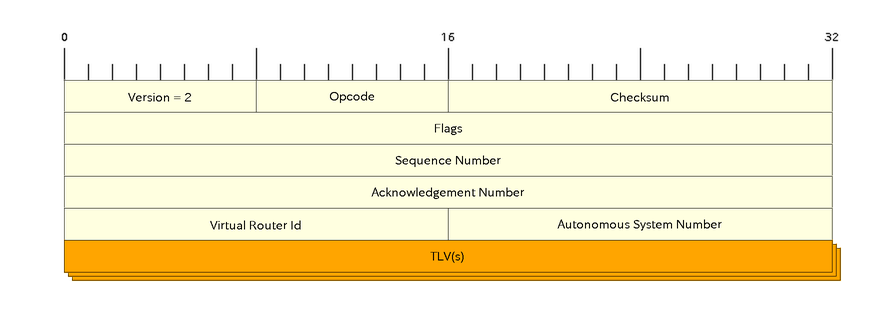 0 16 32
Version = 2 Opcode Checksum
Flags
Sequence Number
Acknowledgement Number
Virtual Router Id Autonomous System Number
TLV(s)